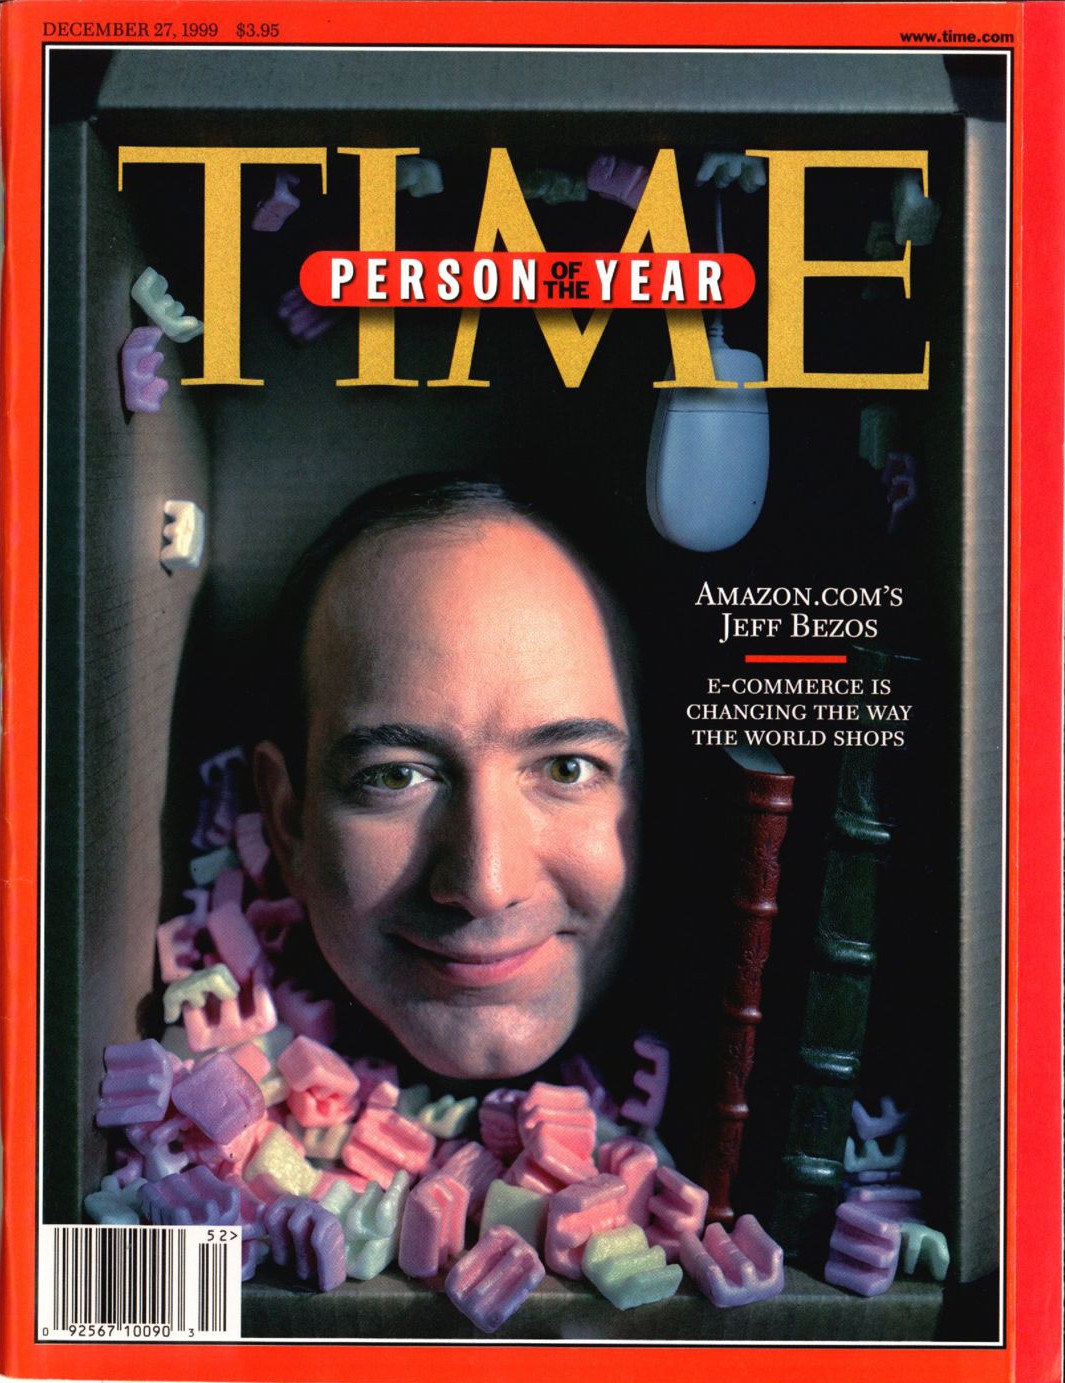 DECEMBER 27, 1999 $3.95
www.time.com
TIME
PERSON OF THE YEAR
AMAZON.COM'S
JEFF BEZOS
E-COMMERCE IS
CHANGING THE WAY
THE WORLD SHOPS
52>
0 92567 10090 3